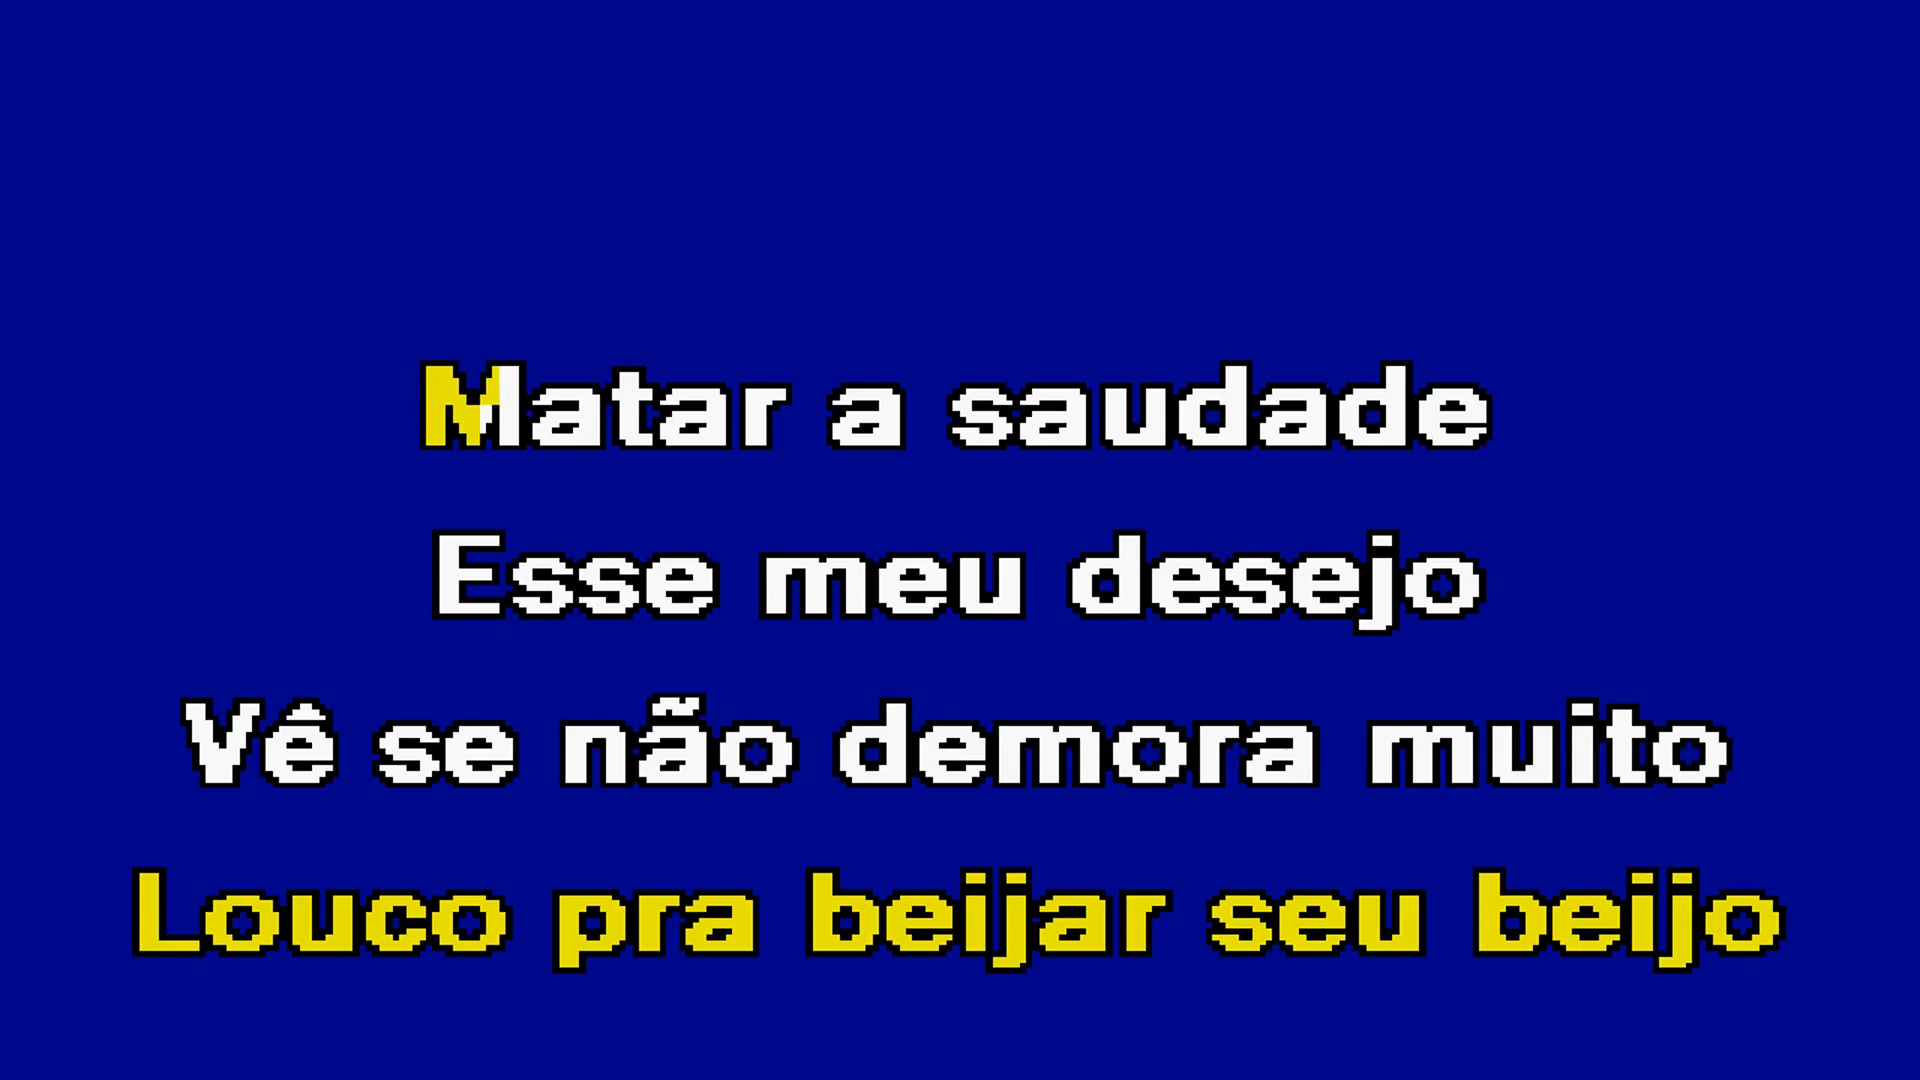 Matar a saudade
Esse meu desejo
Vê se não demora muito
Louco pra beijar seu beijo